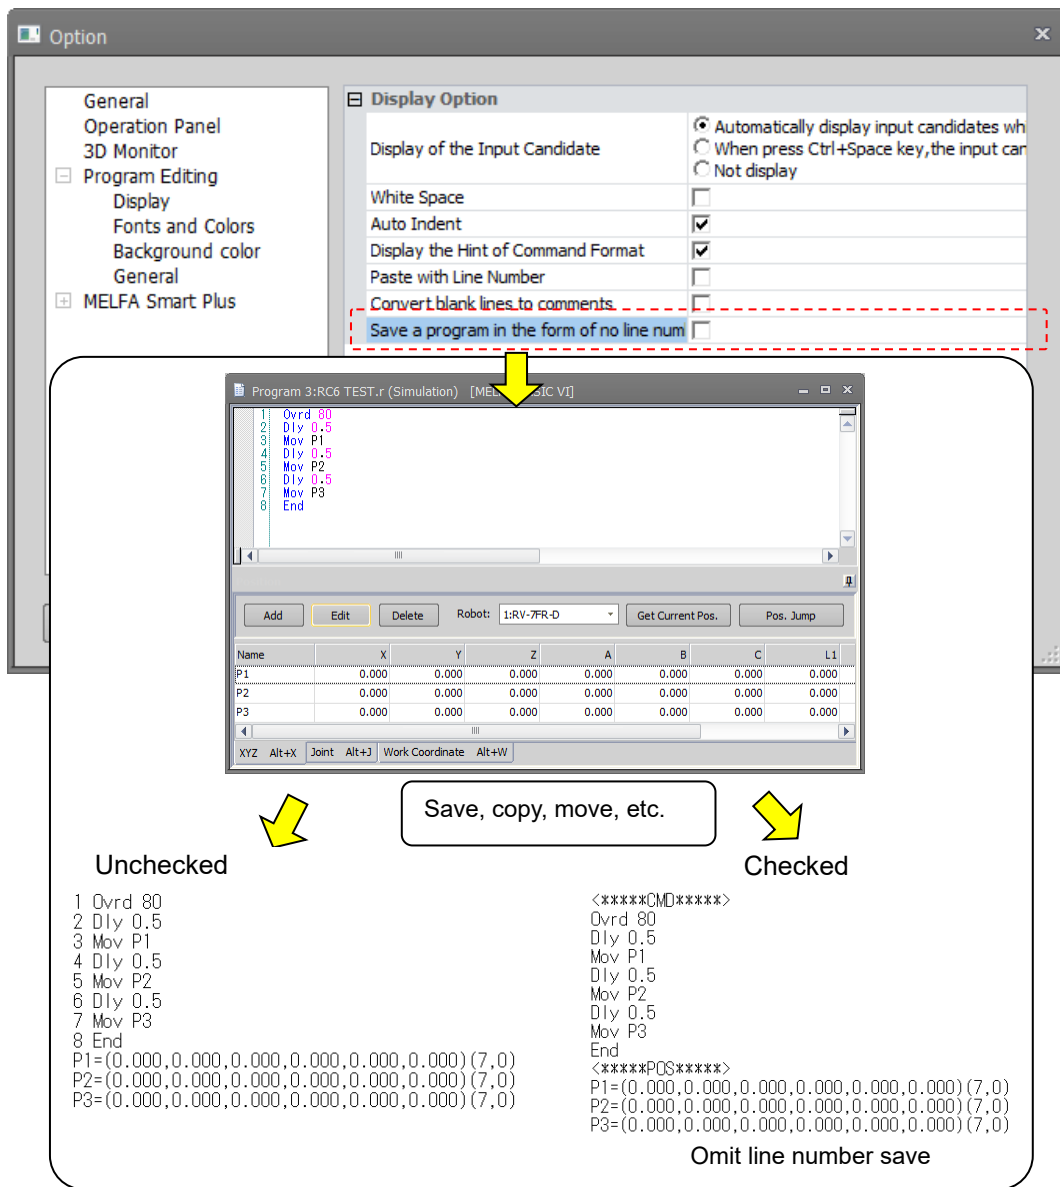 Option
General
Operation Panel
3D Monitor
Program Editing
Display
Fonts and Colors
Background color
General
MELFA Smart Plus
Display Option
Display of the Input Candidate
Automatically display input candidates wh
When press Ctrl+Space key,the input can
Not display
White Space
Auto Indent
Display the Hint of Command Format
Paste with Line Number
Convert blank lines to comments
Save a program in the form of no line num
Program 3:RC6 TEST.r (Simulation) SIC VI]
1 Ovrd 80
2 Dly 0.5
3 Mov P1
4 Dly 0.5
5 Mov P2
6 Dly 0.5
7 Mov P3
8 End
Add Edit Delete Robot: 1:RV-7FR-D Get Current Pos. Pos. Jump
Name X Y Z A B C L1
P1 0.000 0.000 0.000 0.000 0.000 0.000 0.000
P2 0.000 0.000 0.000 0.000 0.000 0.000 0.000
P3 0.000 0.000 0.000 0.000 0.000 0.000 0.000
XYZ Alt+X Joint Alt+J Work Coordinate Alt+W
Save, copy, move, etc.
Unchecked
1 Ovrd 80
2 Dly 0.5
3 Mov P1
4 Dly 0.5
5 Mov P2
6 Dly 0.5
7 Mov P3
8 End
P1=(0.000,0.000,0.000,0.000,0.000,0.000)(7,0)
P2=(0.000,0.000,0.000,0.000,0.000,0.000)(7,0)
P3=(0.000,0.000,0.000,0.000,0.000,0.000)(7,0)
Checked
<*****CMD*****>
Ovrd 80
Dly 0.5
Mov P1
Dly 0.5
Mov P2
Dly 0.5
Mov P3
End
<*****POS*****>
P1=(0.000,0.000,0.000,0.000,0.000,0.000)(7,0)
P2=(0.000,0.000,0.000,0.000,0.000,0.000)(7,0)
P3=(0.000,0.000,0.000,0.000,0.000,0.000)(7,0)
Omit line number save